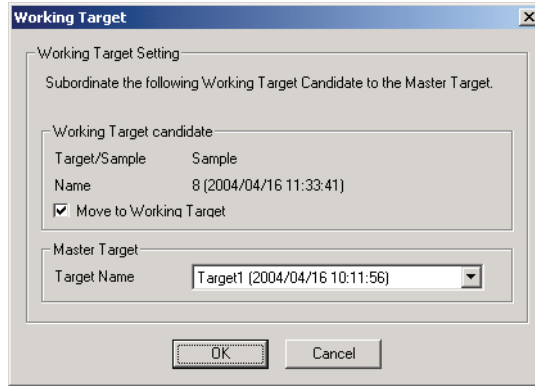 Working Target
Working Target Setting
Subordinate the following Working Target Candidate to the Master Target.
Working Target candidate
Target/Sample Sample
Name 8 (2004/04/16 11:33:41)
Move to Working Target
Master Target
Target Name Target1 (2004/04/16 10:11:56)
OK Cancel